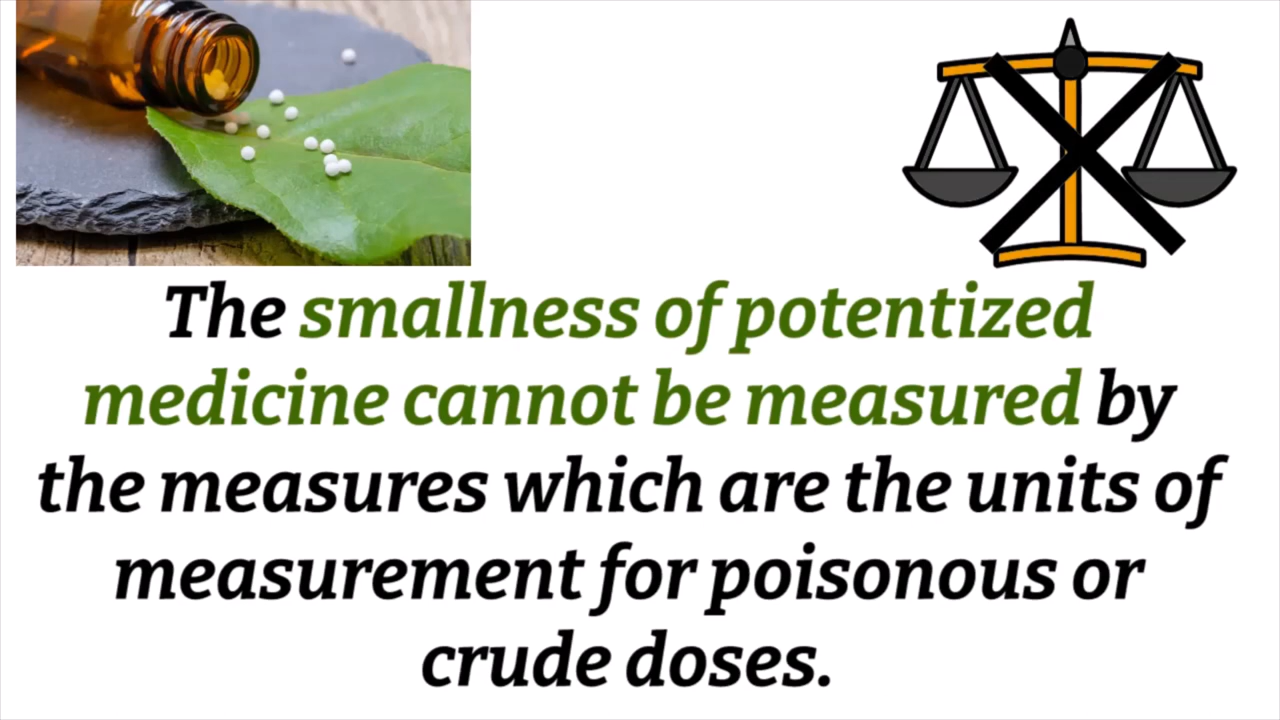 The smallness of potentized
medicine cannot be measured by
the measures which are the units of
measurement for poisonous or
crude doses.